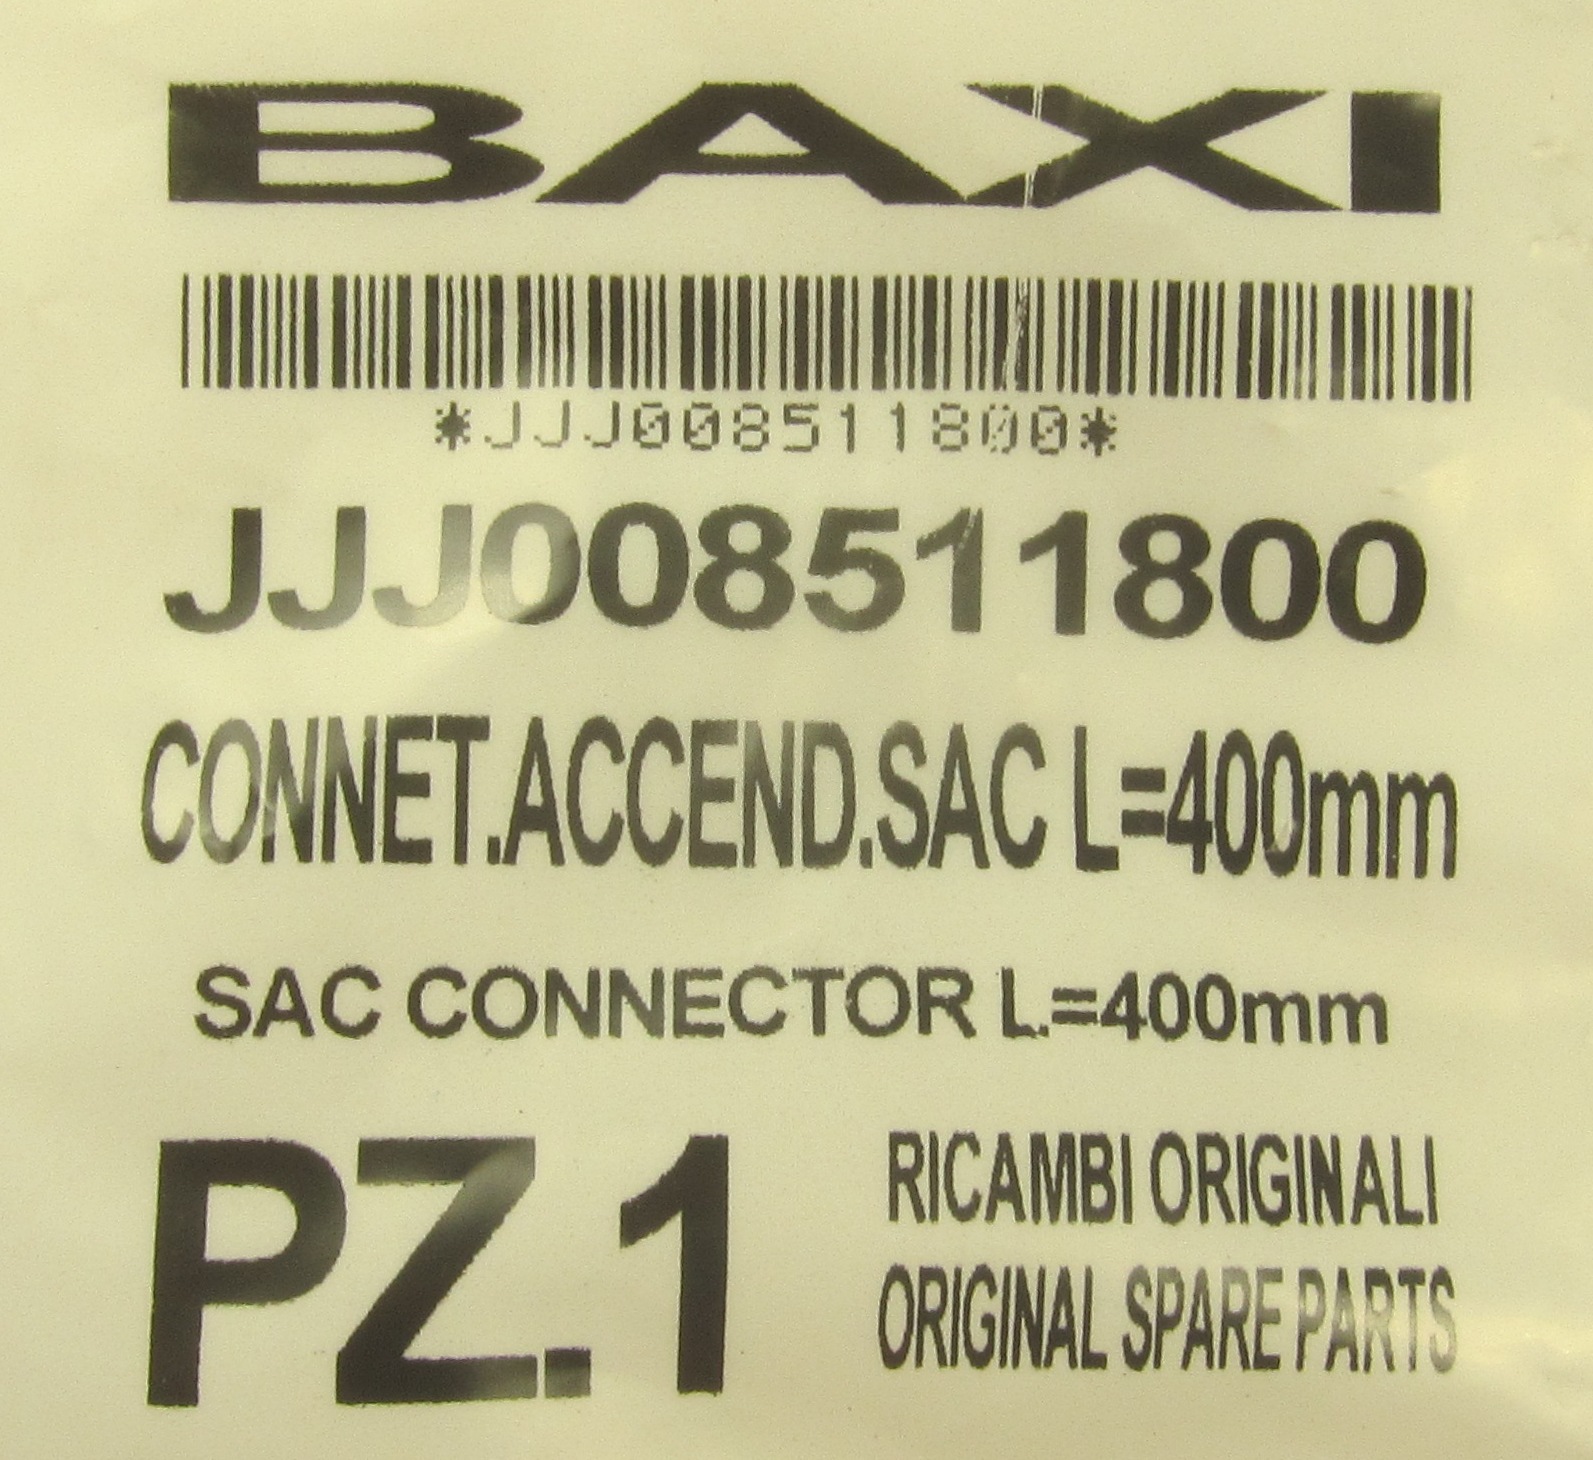 BAXI
*JJJ008511800*
JJJ008511800
CONNET.ACCEND.SAC L=400mm
SAC CONNECTOR L.=400mm
PZ.1
RICAMBI ORIGINALI
ORIGINAL SPARE PARTS